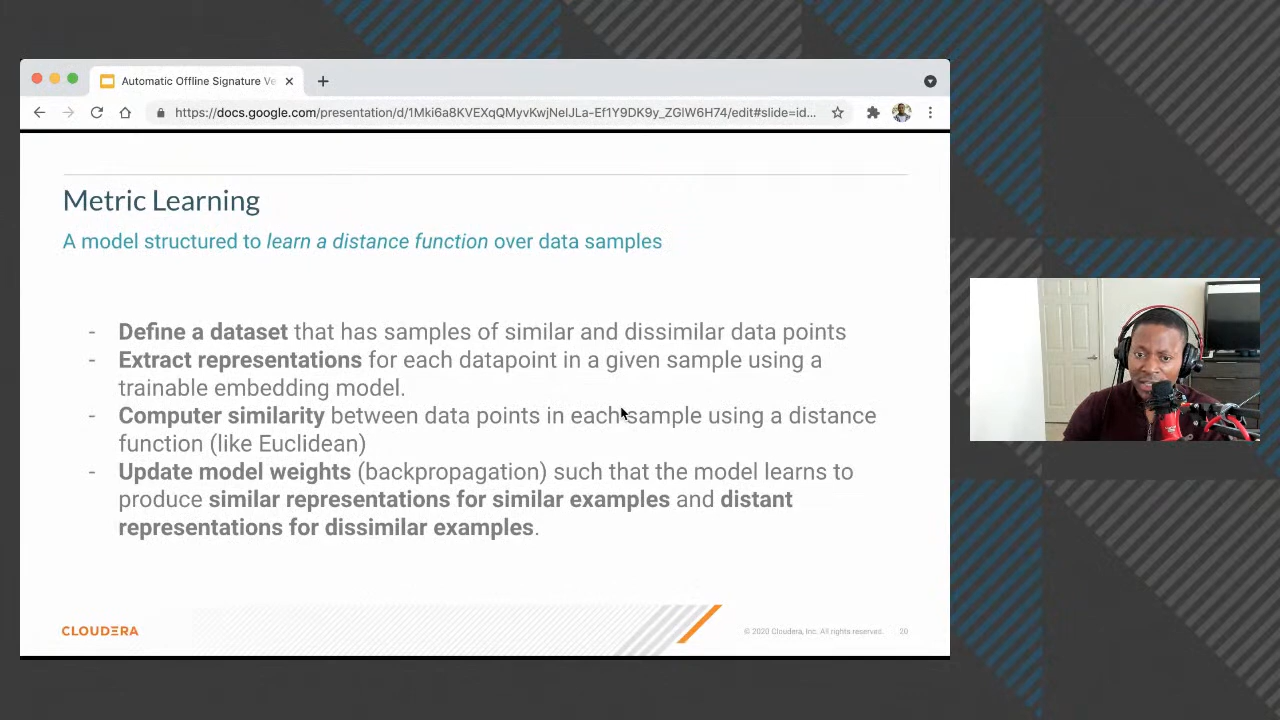 Automatic Offline Signature Ve
https://docs.google.com/presentation/d/1Mki6a8KVEXqQMyvKwjNelJLa-Ef1Y9DK9y_ZGlW6H74/edit#slide=id...
Metric Learning
A model structured to learn a distance function over data samples
- Define a dataset that has samples of similar and dissimilar data points
- Extract representations for each datapoint in a given sample using a
trainable embedding model.
- Computer similarity between data points in each sample using a distance
function (like Euclidean)
- Update model weights (backpropagation) such that the model learns to
produce similar representations for similar examples and distant
representations for dissimilar examples.
CLOUDERA
© 2020 Cloudera, Inc. All rights reserved. 20